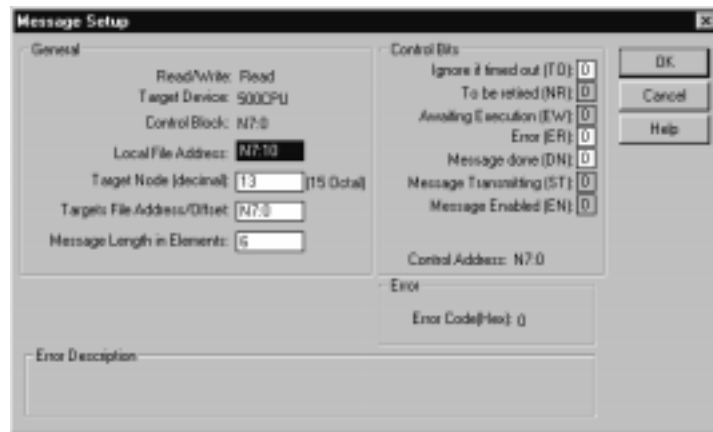 Message Setup
General
Read/Write: Read
Target Device: 500CPU
Control Block: N7:0
Local File Address: N7:10
Target Node (decimal): 13 (15 Octal)
Targets File Address/Offset: N7:0
Message Length in Elements: 6
Control Bits
Ignore if timed out (TO): 0
To be retried (NR): 0
Awaiting Execution (EW): 0
Error (ER): 0
Message done (DN): 0
Message Transmitting (ST): 0
Message Enabled (EN): 0
Control Address: N7:0
Error
Error Code(Hex): 0
Error Description
OK
Cancel
Help